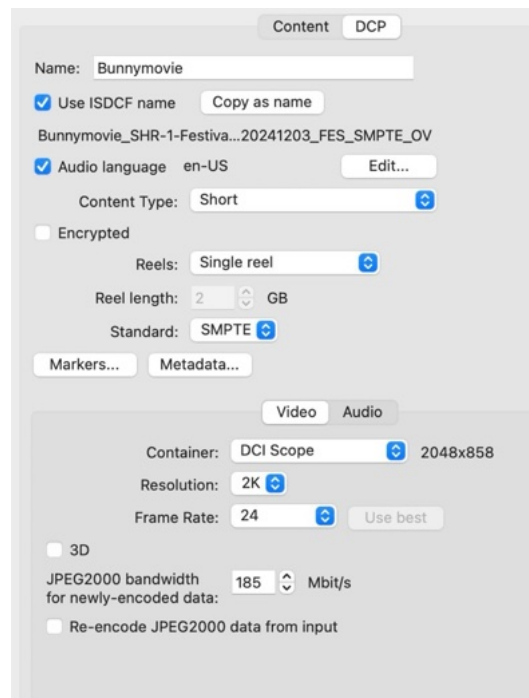 Content DCP
Name: Bunnymovie
Use ISDCF name Copy as name
Bunnymovie_SHR-1-Festiva...20241203_FES_SMPTE_OV
Audio language en-US Edit...
Content Type: Short
Encrypted
Reels: Single reel
Reel length: 2 GB
Standard: SMPTE
Markers... Metadata...
Video Audio
Container: DCI Scope 2048x858
Resolution: 2K
Frame Rate: 24 Use best
3D
JPEG2000 bandwidth
for newly-encoded data: 185 Mbit/s
Re-encode JPEG2000 data from input